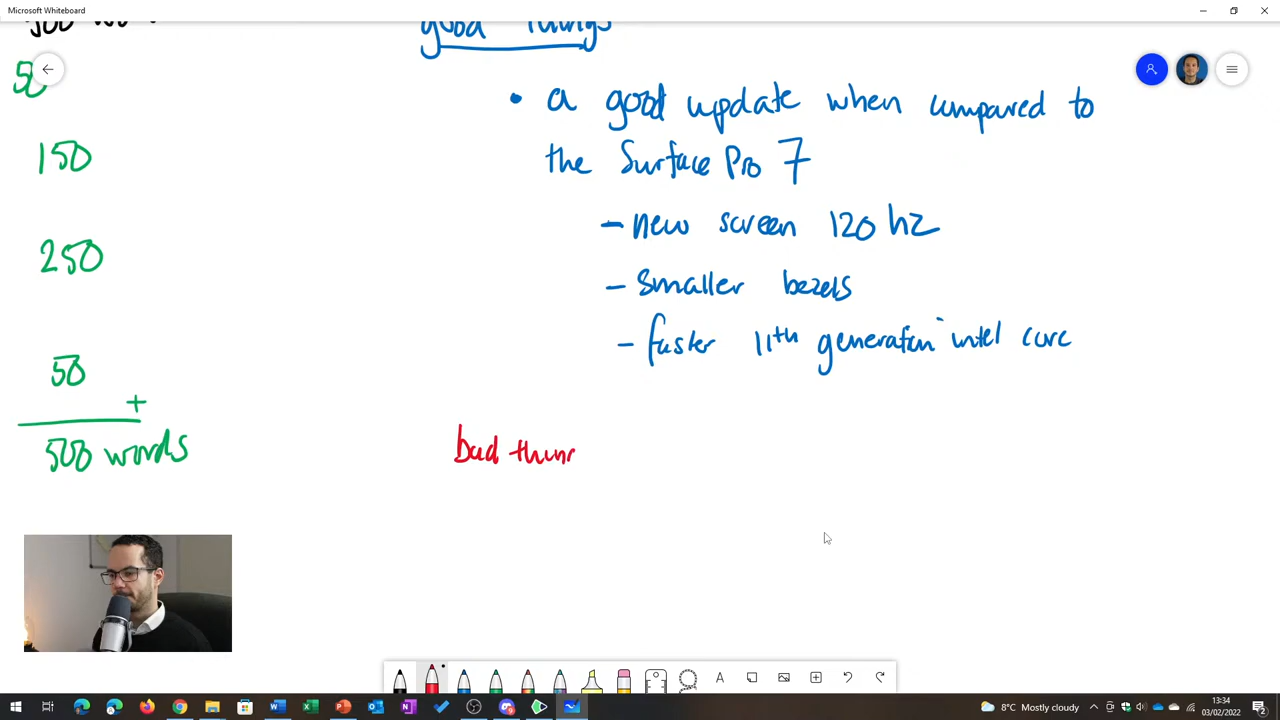 Microsoft Whiteboard
good things
• a good update when compared to
the Surface Pro 7
- new screen 120 hz
- smaller bezels
- faster 11th generation intel core
bad thin
150
250
50
+
500 words
8°C Mostly cloudy
13:34
03/02/2022